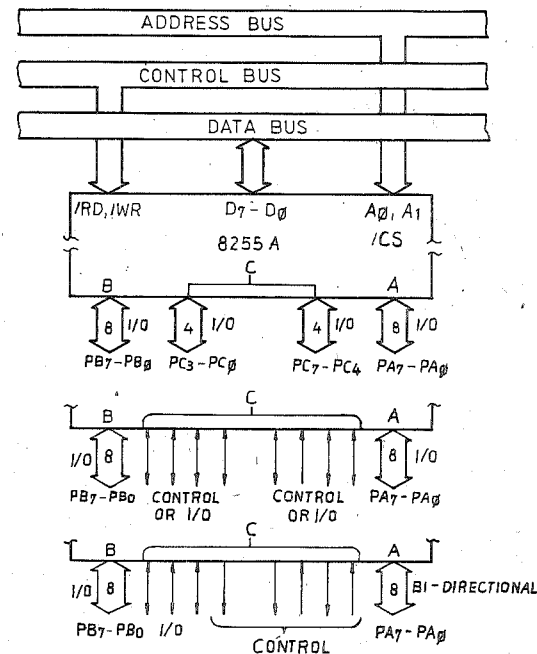 ADDRESS BUS
CONTROL BUS
DATA BUS
/RD, /WR D7-DØ AØ, A1
8255A /CS
C
B A
8 I/O 4 I/O 4 I/O 8 I/O
PB7-PBØ PC3-PCØ PC7-PC4 PA7-PAØ
C
B A
I/O 8 8 I/O
PB7-PB0 CONTROL OR I/O CONTROL OR I/O PA7-PAØ
C
B A
I/O 8 8 BI-DIRECTIONAL
PB7-PB0 I/O CONTROL PA7-PAØ